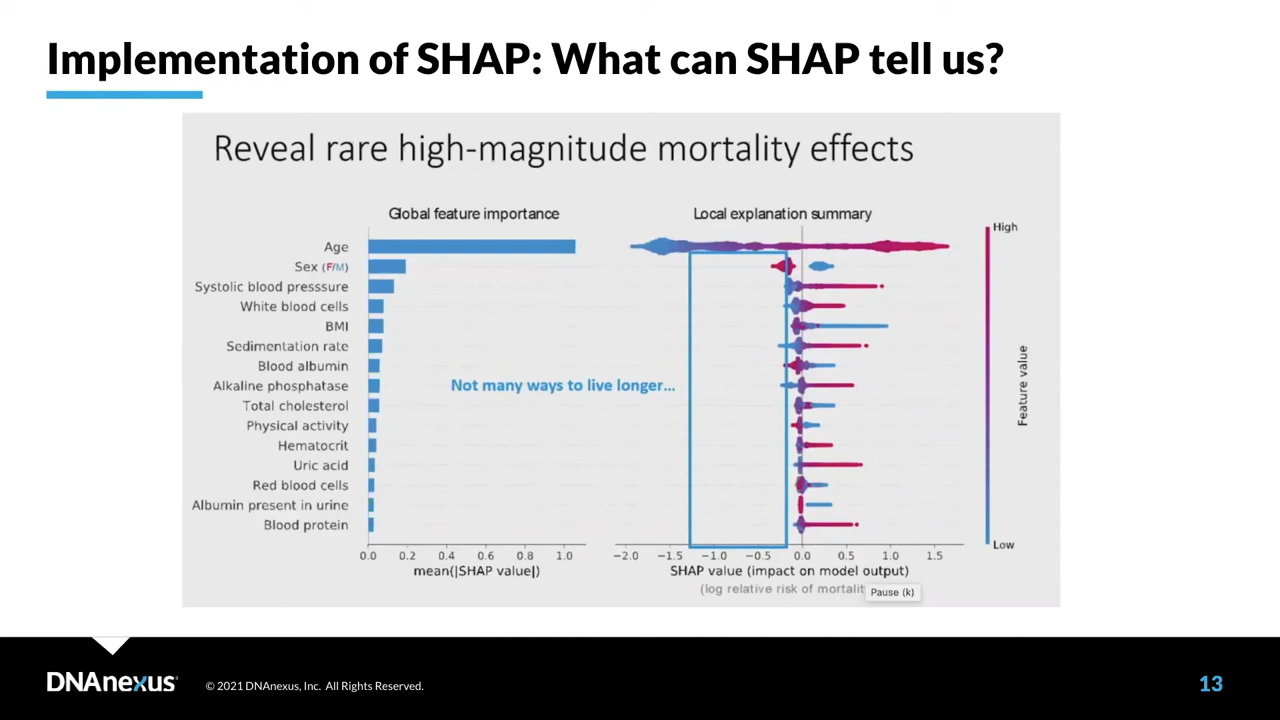 Implementation of SHAP: What can SHAP tell us?
Reveal rare high-magnitude mortality effects
Global feature importance
Local explanation summary
Age
Sex (F/M)
Systolic blood presssure
White blood cells
BMI
Sedimentation rate
Blood albumin
Alkaline phosphatase
Total cholesterol
Physical activity
Hematocrit
Uric acid
Red blood cells
Albumin present in urine
Blood protein
Not many ways to live longer...
0.0 0.2 0.4 0.6 0.8 1.0
mean(|SHAP value|)
−2.0 −1.5 −1.0 −0.5 0.0 0.5 1.0 1.5
SHAP value (impact on model output)
(log relative risk of mortalit
Pause (k)
High
Feature value
Low
DNAnexus
© 2021 DNAnexus, Inc. All Rights Reserved.
13